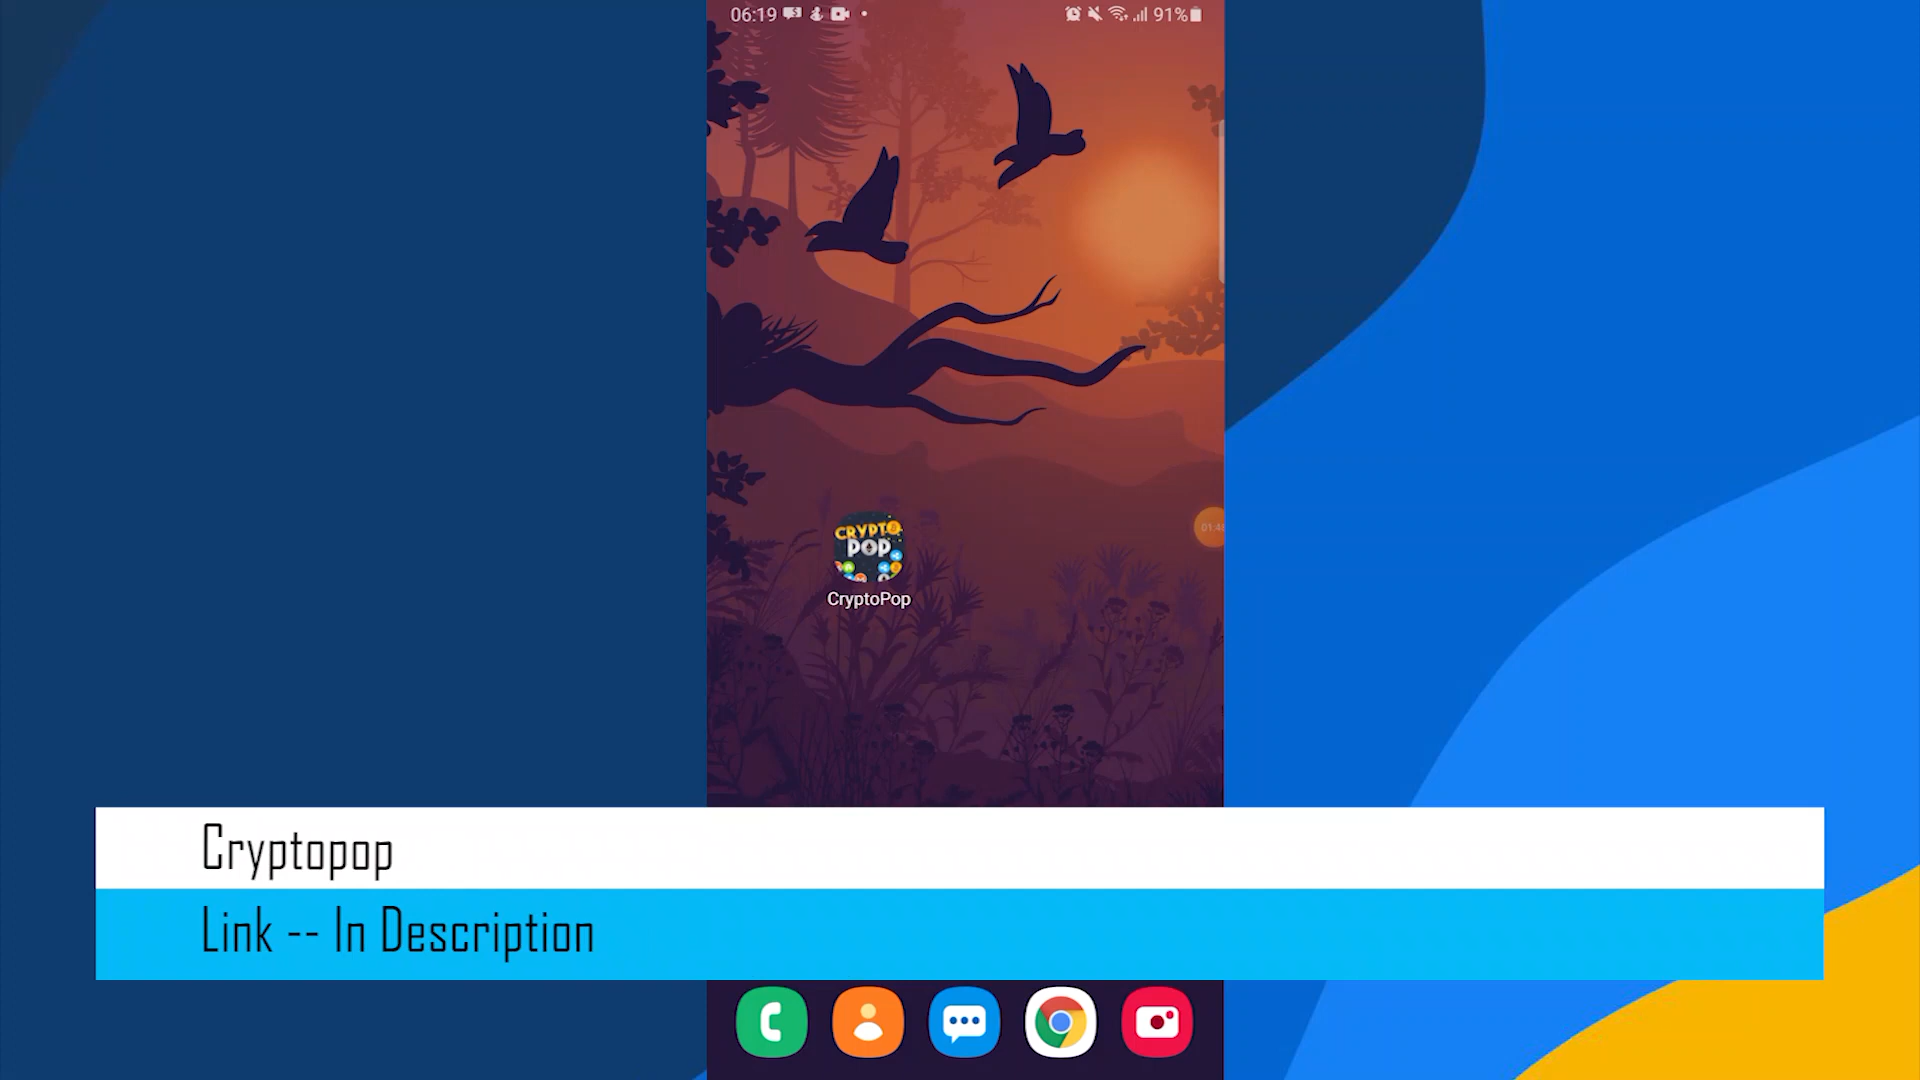 06:19 91%
CRYPTO
POP
CryptoPop
Cryptopop
Link -- In Description